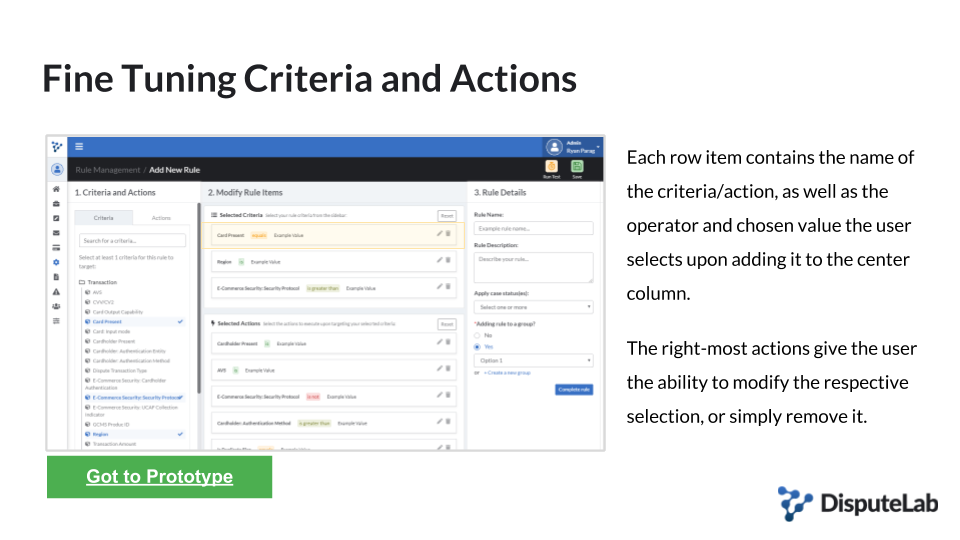 Fine Tuning Criteria and Actions
Admin
Ryan Parag
Rule Management / Add New Rule
Run Test
Save
1. Criteria and Actions
Criteria
Actions
Search for a criteria...
Select at least 1 criteria for this rule to
target:
Transaction
AVS
CVV/CV2
Card Output Capability
Card Present
Card: Input mode
Cardholder Present
Cardholder: Authentication Entity
Cardholder: Authentication Method
Dispute Transaction Type
E-Commerce Security: Cardholder
Authentication
E-Commerce Security: Security Protocol
E-Commerce Security: UCAP Collection
Indicator
GCMS Produc ID
Region
Transaction Amount
2. Modify Rule Items
Selected Criteria Select your rule criteria from the sidebar
Reset
Card Present equals Example Value
Region is Example Value
E-Commerce Security: Security Protocol is greater than Example Value
Selected Actions Select the actions to execute upon targeting your selected criteria
Reset
Cardholder Present is Example Value
AVS is Example Value
E-Commerce Security: Security Protocol is not Example Value
Cardholder: Authentication Method is greater than Example Value
Example Value
3. Rule Details
Rule Name:
Example rule name...
Rule Description:
Describe your rule...
Apply case status(es):
Select one or more
*Adding rule to a group?
No
Yes
Option 1
or + Create a new group
Complete rule
Each row item contains the name of
the criteria/action, as well as the
operator and chosen value the user
selects upon adding it to the center
column.
The right-most actions give the user
the ability to modify the respective
selection, or simply remove it.
Got to Prototype
DisputeLab